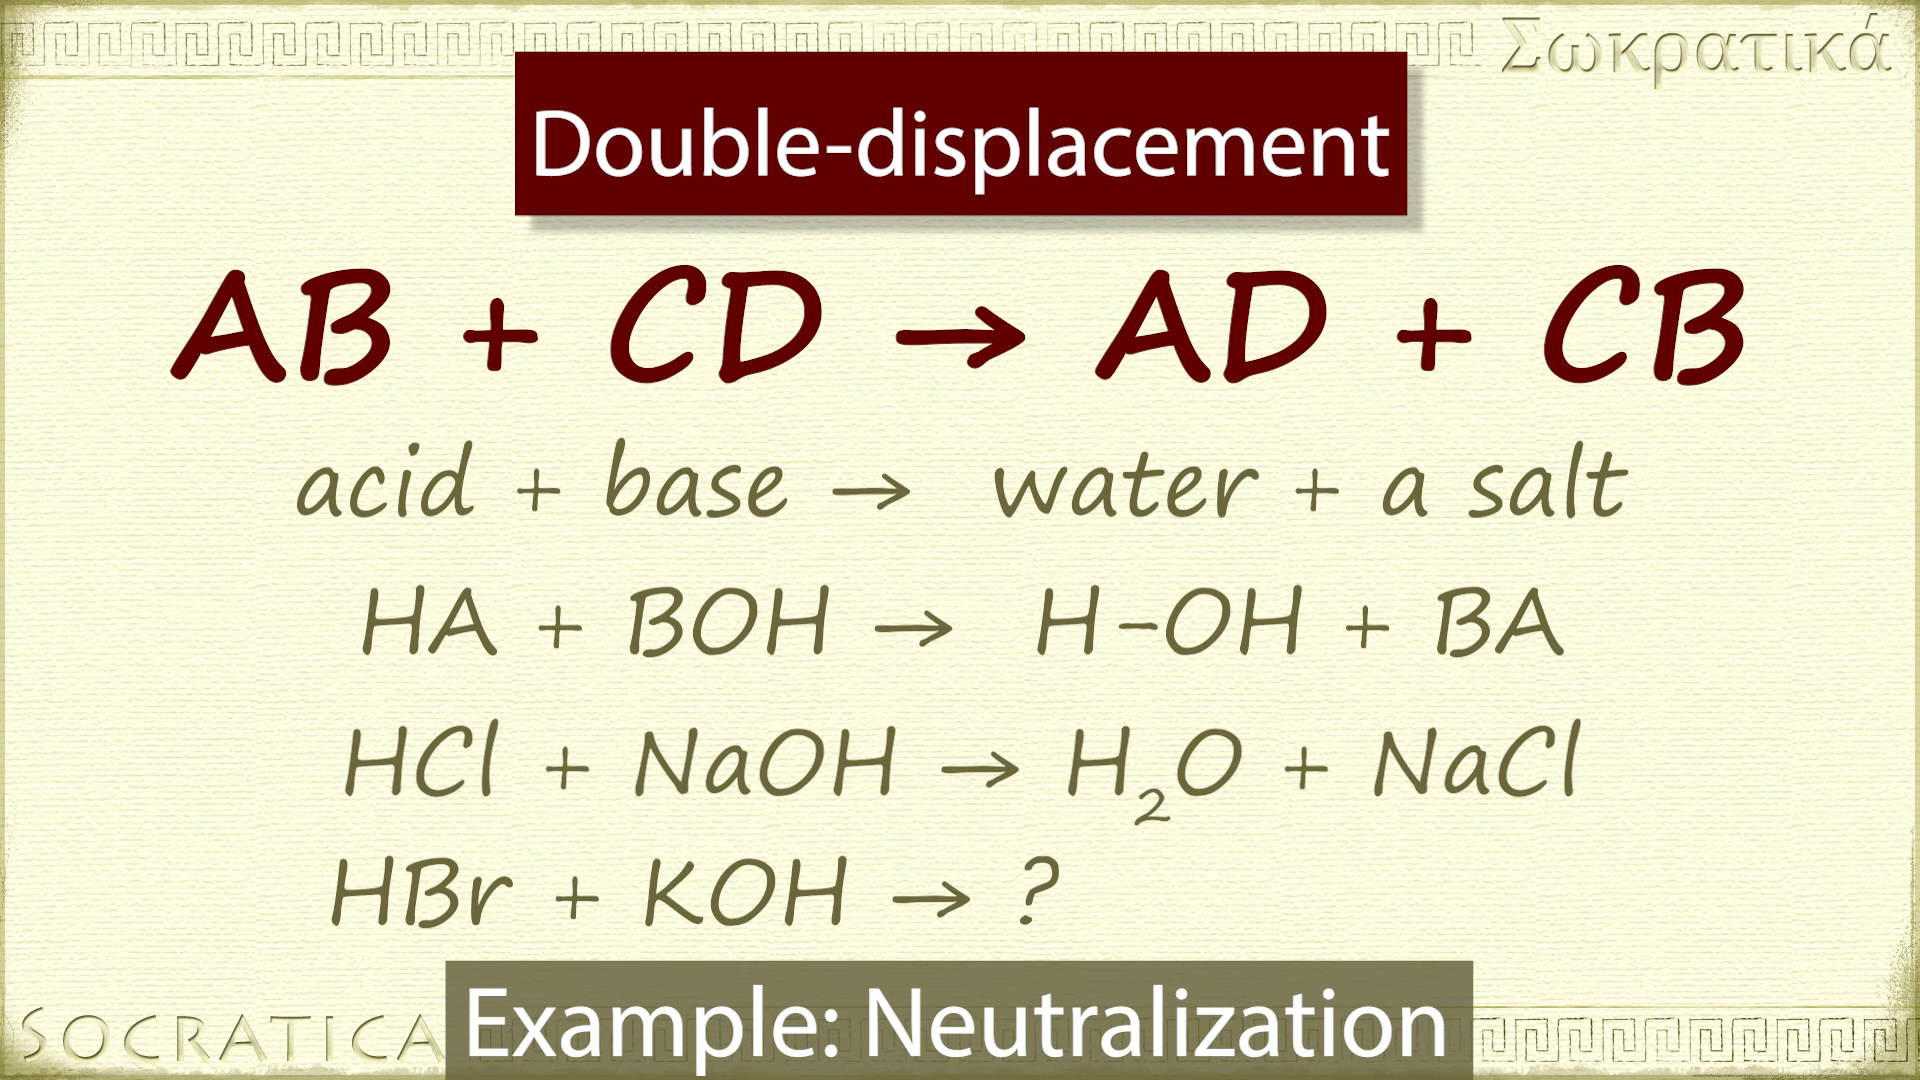 Σωκρατικά
Double-displacement
AB + CD → AD + CB
acid + base → water + a salt
HA + BOH → H-OH + BA
HCl + NaOH → H₂O + NaCl
HBr + KOH → ?
SOCRATICA
Example: Neutralization